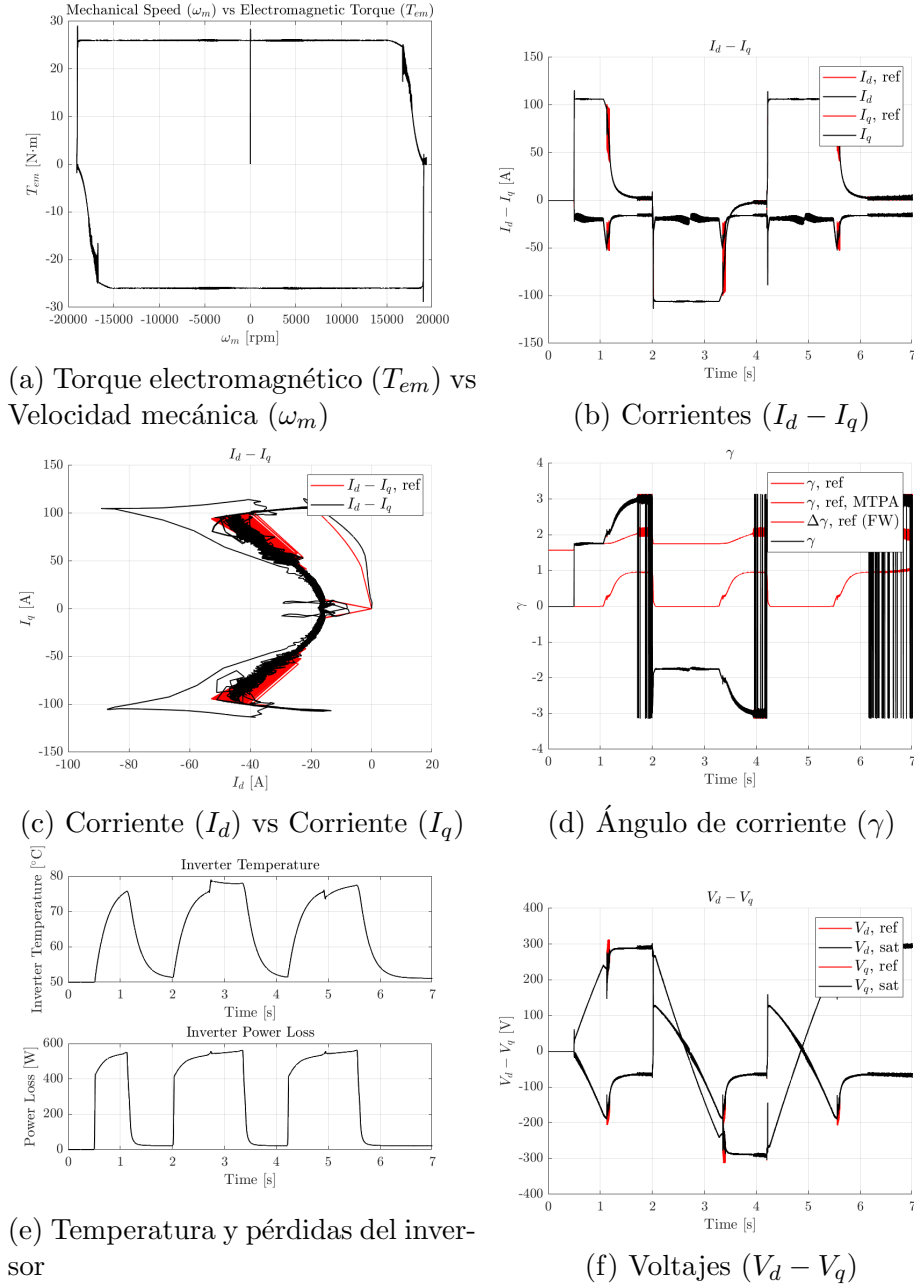 Mechanical Speed (ωm) vs Electromagnetic Torque (Tem)
30
20
10
0
-10
-20
-30
Tem [N·m]
-20000 -15000 -10000 -5000 0 5000 10000 15000 20000
ωm [rpm]
(a) Torque electromagnético (Tem) vs
Velocidad mecánica (ωm)
Id − Iq
150
100
50
0
-50
-100
-150
Id − Iq [A]
Id, ref
Id
Iq, ref
Iq
0 1 2 3 4 5 6 7
Time [s]
(b) Corrientes (Id − Iq)
Id − Iq
150
100
50
0
-50
-100
-150
Iq [A]
Id − Iq, ref
Id − Iq
-100 -80 -60 -40 -20 0 20
Id [A]
(c) Corriente (Id) vs Corriente (Iq)
γ
4
3
2
1
0
-1
-2
-3
-4
γ
γ, ref
γ, ref, MTPA
Δγ, ref (FW)
γ
0 1 2 3 4 5 6 7
Time [s]
(d) Ángulo de corriente (γ)
Inverter Temperature
80
70
60
50
Inverter Temperature [°C]
0 1 2 3 4 5 6 7
Time [s]
Inverter Power Loss
600
400
200
0
Power Loss [W]
0 1 2 3 4 5 6 7
Time [s]
(e) Temperatura y pérdidas del inver-
sor
Vd − Vq
400
300
200
100
0
-100
-200
-300
-400
Vd − Vq [V]
Vd, ref
Vd, sat
Vq, ref
Vq, sat
0 1 2 3 4 5 6 7
Time [s]
(f) Voltajes (Vd − Vq)